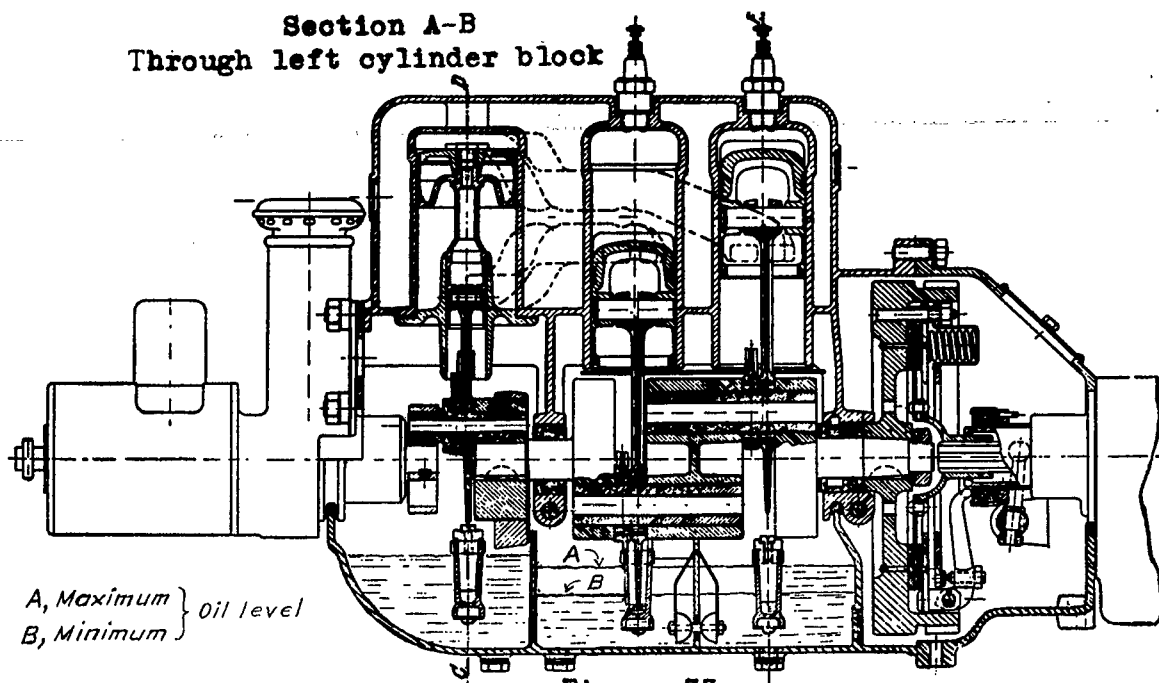 Section A-B
Through left cylinder block
D
F
A
B
A, Maximum } Oil level
B, Minimum
C